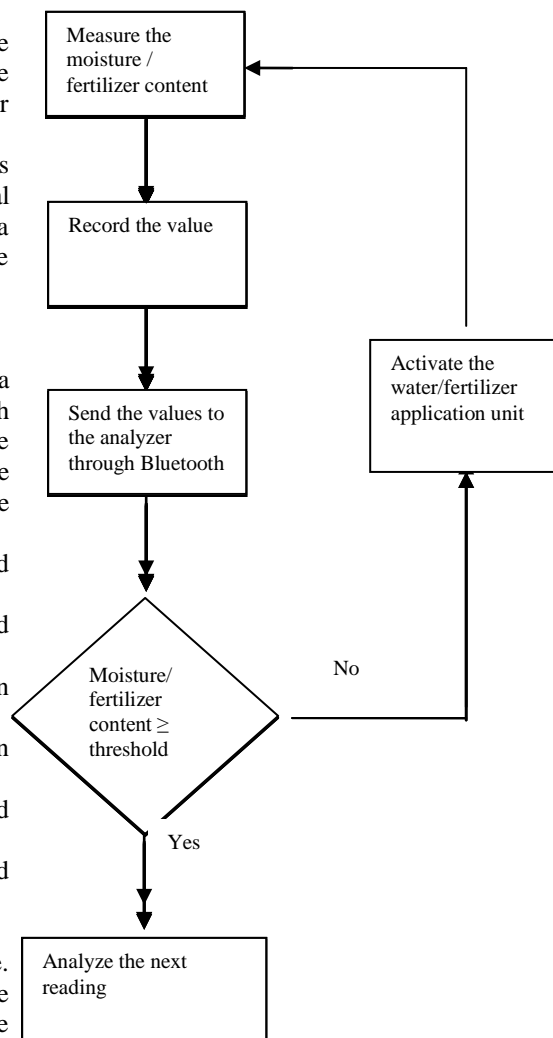 Measure the
moisture /
fertilizer content
Record the value
Send the values to
the analyzer
through Bluetooth
Activate the
water/fertilizer
application unit
Moisture/
fertilizer
content ≥
threshold
No
Yes
Analyze the next
reading